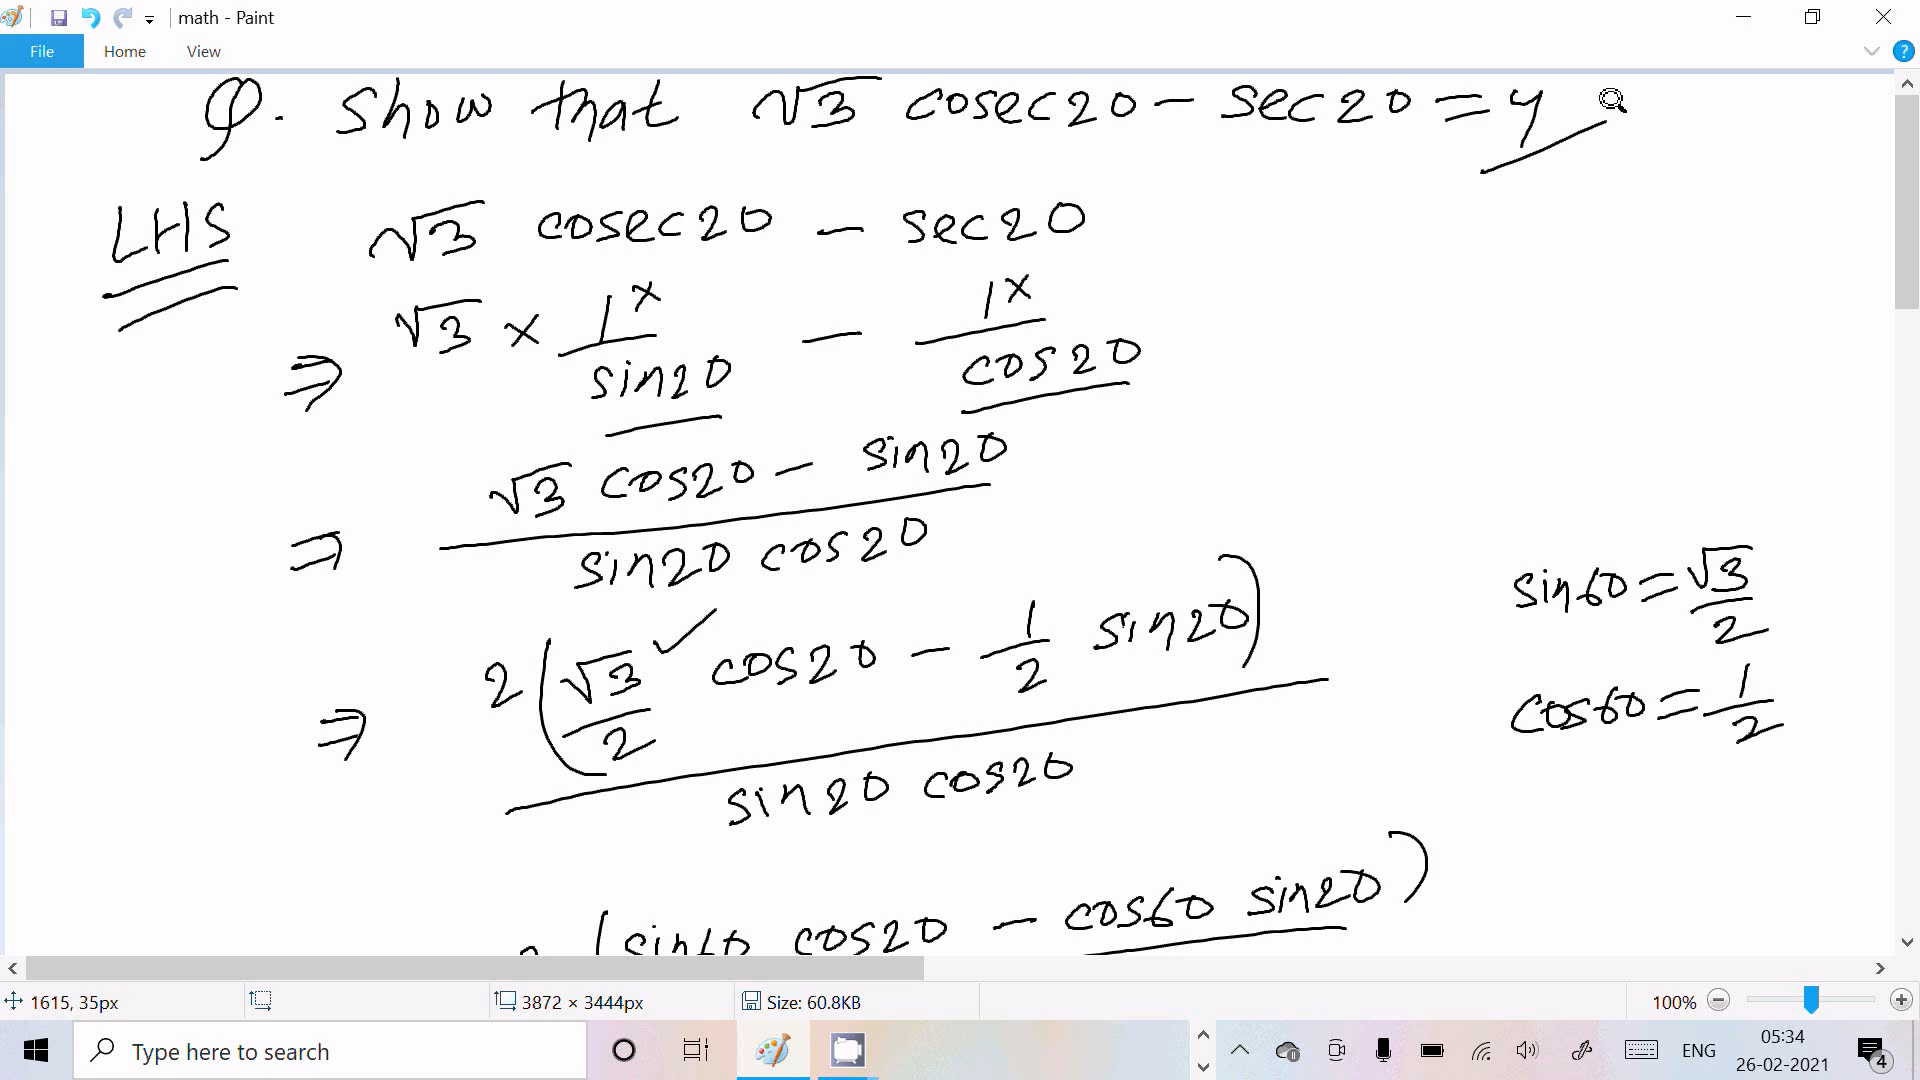 math - Paint
File Home View
Q. Show that √3 cosec20 - sec20 = 4
LHS √3 cosec20 - sec20
⇒ √3 × 1×/sin20 - 1×/cos20
⇒ √3 cos20 - sin20 / sin20 cos20
⇒ 2(√3/2 cos20 - 1/2 sin20) / sin20 cos20
sin60 = √3/2
cos60 = 1/2
(sin60 cos20 - cos60 sin20)
1615, 35px 3872 × 3444px Size: 60.8KB 100%
Type here to search
ENG
05:34
26-02-2021
4